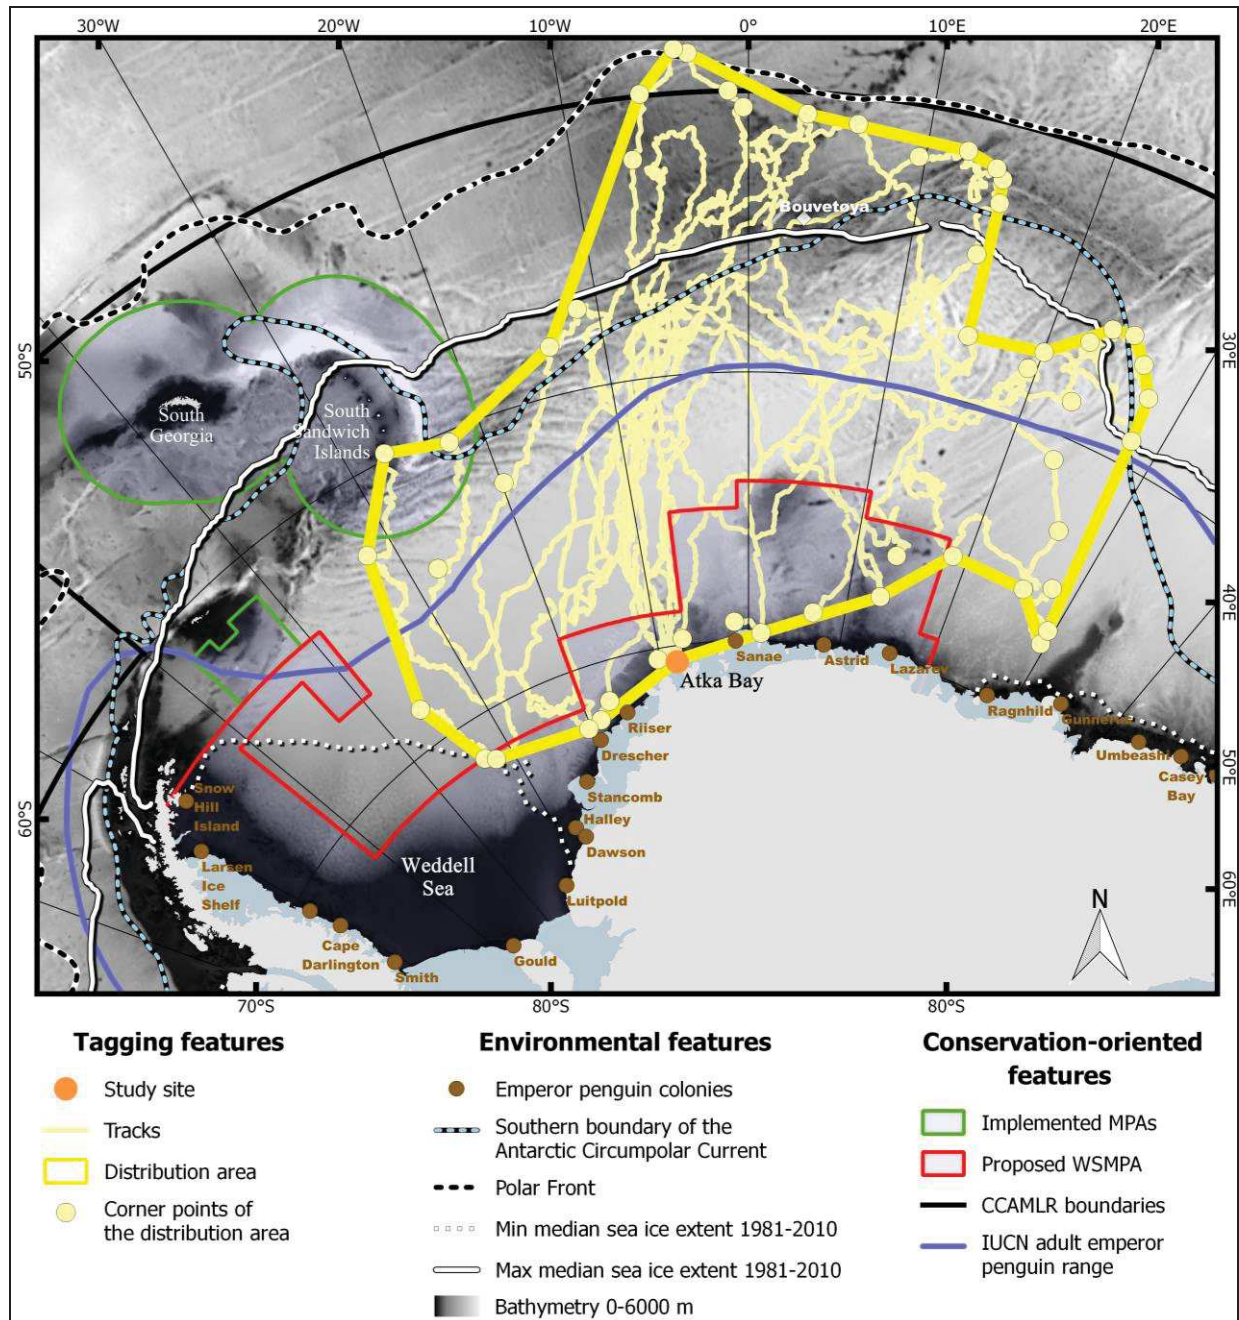 30°W
20°W
10°W
0°
10°E
20°E
50°S
60°S
30°E
40°E
50°E
60°E
Bouvetøya
South
Georgia
South
Sandwich
Islands
Sanae
Astrid
Lazarev
Atka Bay
Ragnhild
Gunnerus
Riiser
Umbeashi
Drescher
Casey
Bay
Stancomb
Snow
Hill
Island
Halley
Dawson
Larsen
Ice
Shelf
Weddell
Sea
Luitpold
N
Cape
Darlington
Smith
Gould
70°S
80°S
80°S
Tagging features
Study site
Tracks
Distribution area
Corner points of
the distribution area
Environmental features
Emperor penguin colonies
Southern boundary of the
Antarctic Circumpolar Current
Polar Front
Min median sea ice extent 1981-2010
Max median sea ice extent 1981-2010
Bathymetry 0-6000 m
Conservation-oriented
features
Implemented MPAs
Proposed WSMPA
CCAMLR boundaries
IUCN adult emperor
penguin range